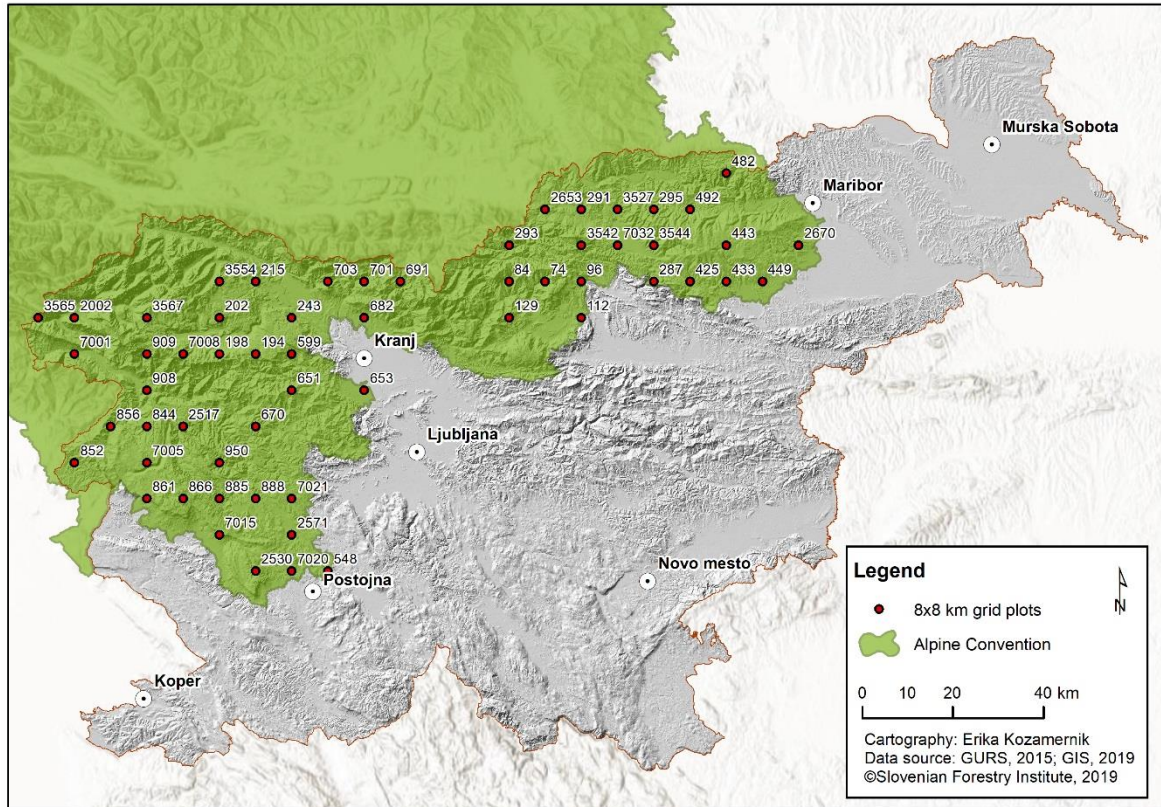 Murska Sobota
482
Maribor
2653 291 3527 295 492
293 3542 7032 3544 443 2670
3554 215 703 701 691 84 74 96 287 425 433 449
3565 2002 3567 202 243 682 129 112
7001 909 7008 198 194 599 Kranj
908 651 653
856 844 2517 670
Ljubljana
852 7005 950
861 866 885 888 7021
7015 2571
2530 7020 548
Postojna
Novo mesto
Koper
Legend
N
8x8 km grid plots
Alpine Convention
0 10 20 40 km
Cartography: Erika Kozamernik
Data source: GURS, 2015; GIS, 2019
©Slovenian Forestry Institute, 2019